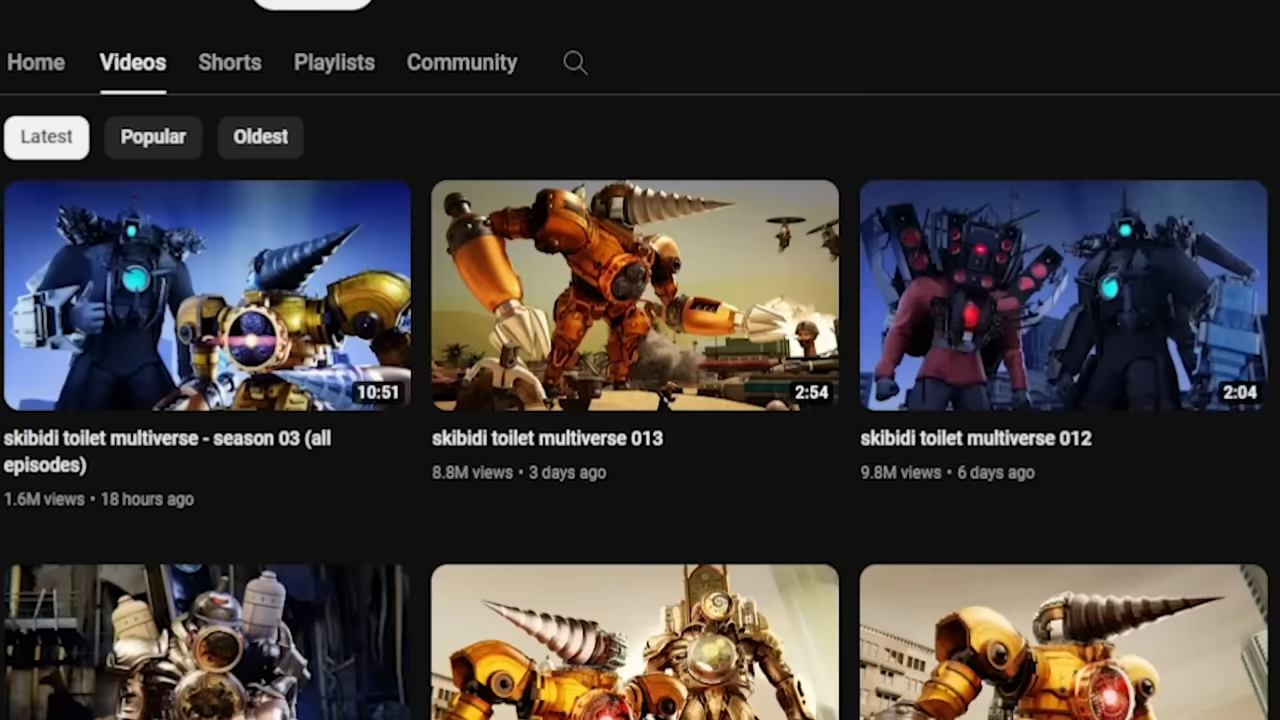 Home Videos Shorts Playlists Community
Latest Popular Oldest
10:51
2:54
2:04
skibidi toilet multiverse - season 03 (all
episodes)
1.6M views • 18 hours ago
skibidi toilet multiverse 013
8.8M views • 3 days ago
skibidi toilet multiverse 012
9.8M views • 6 days ago